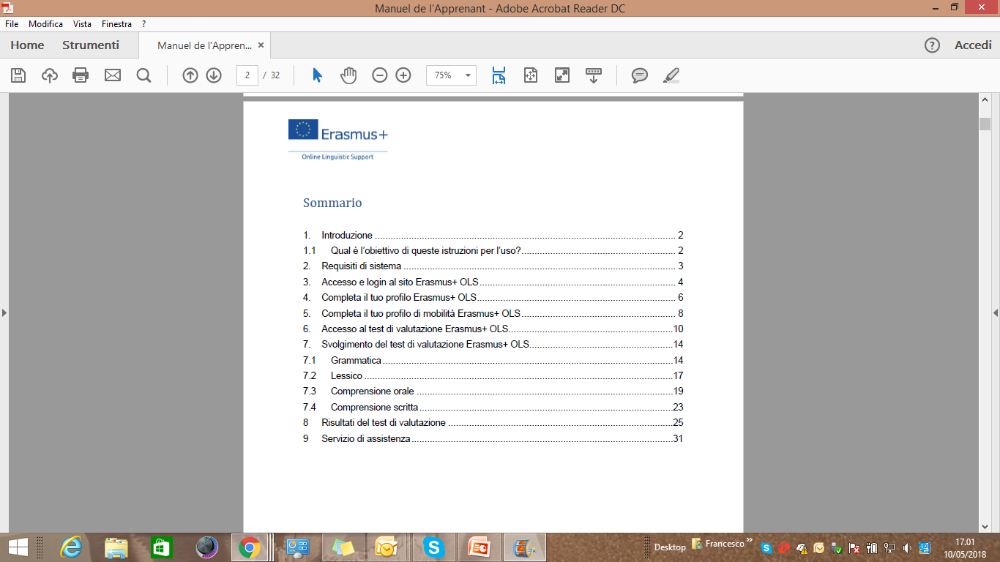 Manuel de l'Apprenant - Adobe Acrobat Reader DC
File Modifica Vista Finestra ?
Home Strumenti Manuel de l'Appren... × ? Accedi
2 / 32 75%
Erasmus+
Online Linguistic Support
Sommario
1. Introduzione ........ 2
1.1 Qual è l'obiettivo di queste istruzioni per l'uso? ........ 2
2. Requisiti di sistema ........ 3
3. Accesso e login al sito Erasmus+ OLS ........ 4
4. Completa il tuo profilo Erasmus+ OLS ........ 6
5. Completa il tuo profilo di mobilità Erasmus+ OLS ........ 8
6. Accesso al test di valutazione Erasmus+ OLS ........ 10
7. Svolgimento del test di valutazione Erasmus+ OLS ........ 14
7.1 Grammatica ........ 14
7.2 Lessico ........ 17
7.3 Comprensione orale ........ 19
7.4 Comprensione scritta ........ 23
8 Risultati del test di valutazione ........ 25
9 Servizio di assistenza ........ 31
Desktop Francesco »
17.01
10/05/2018